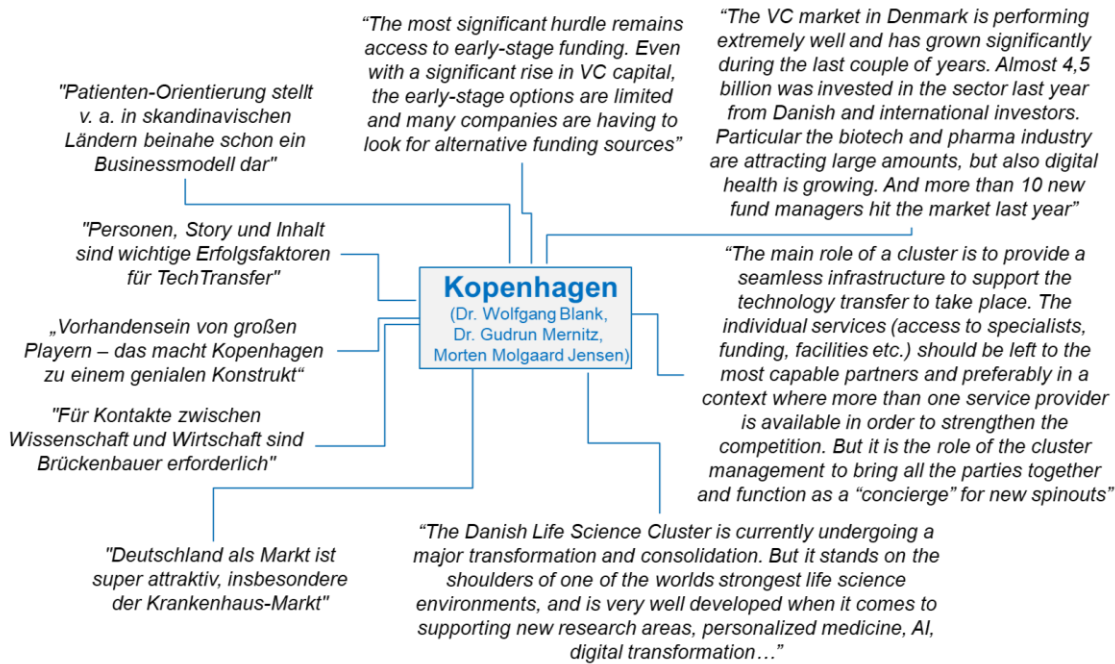 "Patienten-Orientierung stellt
v. a. in skandinavischen
Ländern beinahe schon ein
Businessmodell dar"
“The most significant hurdle remains
access to early-stage funding. Even
with a significant rise in VC capital,
the early-stage options are limited
and many companies are having to
look for alternative funding sources”
“The VC market in Denmark is performing
extremely well and has grown significantly
during the last couple of years. Almost 4,5
billion was invested in the sector last year
from Danish and international investors.
Particular the biotech and pharma industry
are attracting large amounts, but also digital
health is growing. And more than 10 new
fund managers hit the market last year”
"Personen, Story und Inhalt
sind wichtige Erfolgsfaktoren
für TechTransfer"
„Vorhandensein von großen
Playern – das macht Kopenhagen
zu einem genialen Konstrukt“
"Für Kontakte zwischen
Wissenschaft und Wirtschaft sind
Brückenbauer erforderlich"
Kopenhagen
(Dr. Wolfgang Blank,
Dr. Gudrun Mernitz,
Morten Molgaard Jensen)
“The main role of a cluster is to provide a
seamless infrastructure to support the
technology transfer to take place. The
individual services (access to specialists,
funding, facilities etc.) should be left to the
most capable partners and preferably in a
context where more than one service provider
is available in order to strengthen the
competition. But it is the role of the cluster
management to bring all the parties together
and function as a “concierge” for new spinouts”
"Deutschland als Markt ist
super attraktiv, insbesondere
der Krankenhaus-Markt"
“The Danish Life Science Cluster is currently undergoing a
major transformation and consolidation. But it stands on the
shoulders of one of the worlds strongest life science
environments, and is very well developed when it comes to
supporting new research areas, personalized medicine, AI,
digital transformation…”